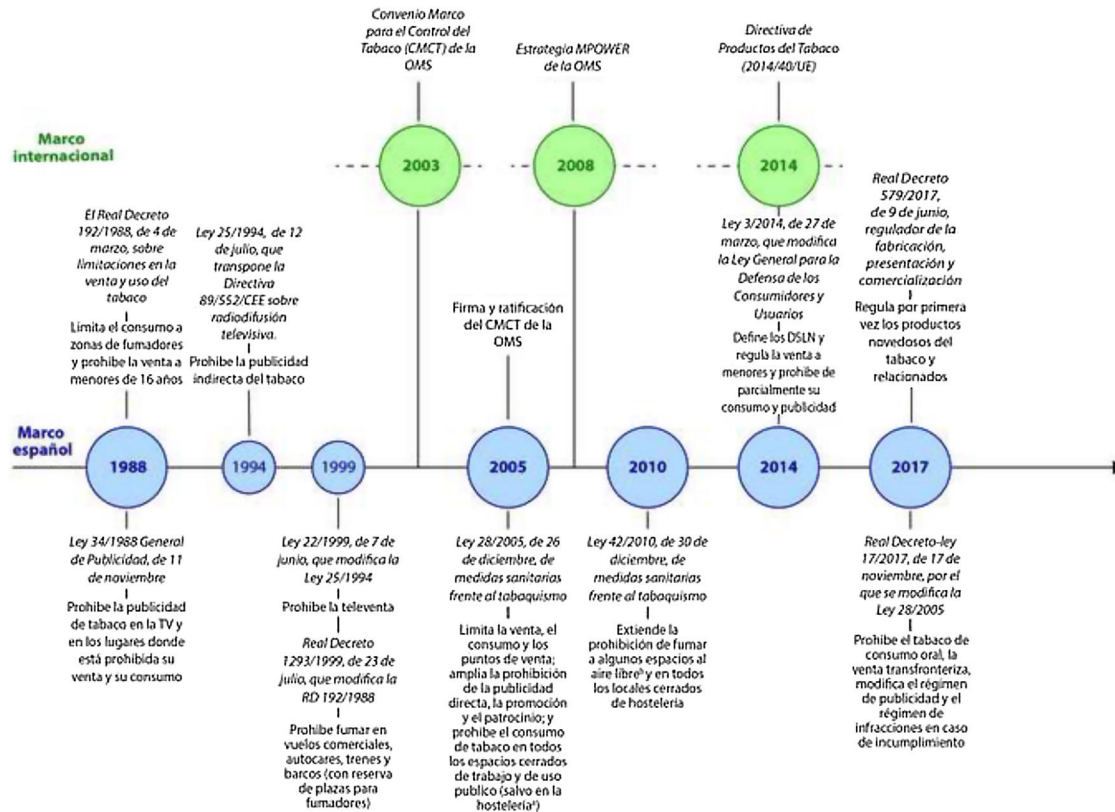 Convenio Marco
para el Control del
Tabaco (CMCT) de la
OMS
Estrategia MPOWER
de la OMS
Directiva de
Productos del Tabaco
(2014/40/UE)
Marco
internacional
2003
2008
2014
El Real Decreto
192/1988, de 4 de
marzo, sobre
limitaciones en la
venta y uso del
tabaco
Limita el consumo a
zonas de fumadores
y prohibe la venta a
menores de 16 años
Ley 25/1994, de 12
de julio, que
transpone la
Directiva
89/552/CEE sobre
radiodifusión
televisiva.
Prohibe la publicidad
indirecta del tabaco
Firma y ratificación
del CMCT de la
OMS
Ley 3/2014, de 27 de
marzo, que modifica
la Ley General para la
Defensa de los
Consumidores y
Usuarios
Define los DSLN y
regula la venta a
menores y prohibe de
parcialmente su
consumo y publicidad
Real Decreto
579/2017,
de 9 de junio,
regulador de la
fabricación,
presentación y
comercialización
Regula por primera
vez los productos
novedosos del
tabaco y
relacionados
Marco
español
1988
1994
1999
2005
2010
2014
2017
Ley 34/1988 General
de Publicidad, de 11
de noviembre
Prohibe la publicidad
de tabaco en la TV y
en los lugares donde
está prohibida su
venta y su consumo
Ley 22/1999, de 7 de
junio, que modifica la
Ley 25/1994
Prohibe la televenta
Real Decreto
1293/1999, de 23 de
julio, que modifica la
RD 192/1988
Prohibe fumar en
vuelos comerciales,
autocares, trenes y
barcos (con reserva
de plazas para
fumadores)
Ley 28/2005, de 26
de diciembre, de
medidas sanitarias
frente al tabaquismo
Limita la venta, el
consumo y los
puntos de venta;
amplia la prohibición
de la publicidad
directa, la promoción
y el patrocinio; y
prohibe el consumo
de tabaco en todos
los espacios cerrados
de trabajo y de uso
publico (salvo en la
hostelería<sup>a</sup>)
Ley 42/2010, de 30 de
diciembre, de
medidas sanitarias
frente al tabaquismo
Extiende la
prohibición de fumar
a algunos espacios al
aire libre<sup>b</sup> y en todos
los locales cerrados
de hostelería
Real Decreto-ley
17/2017, de 17 de
noviembre, por el
que se modifica la
Ley 28/2005
Prohibe el tabaco de
consumo oral, la
venta transfronteriza,
modifica el régimen
de publicidad y el
régimen de
infracciones en caso
de incumplimiento